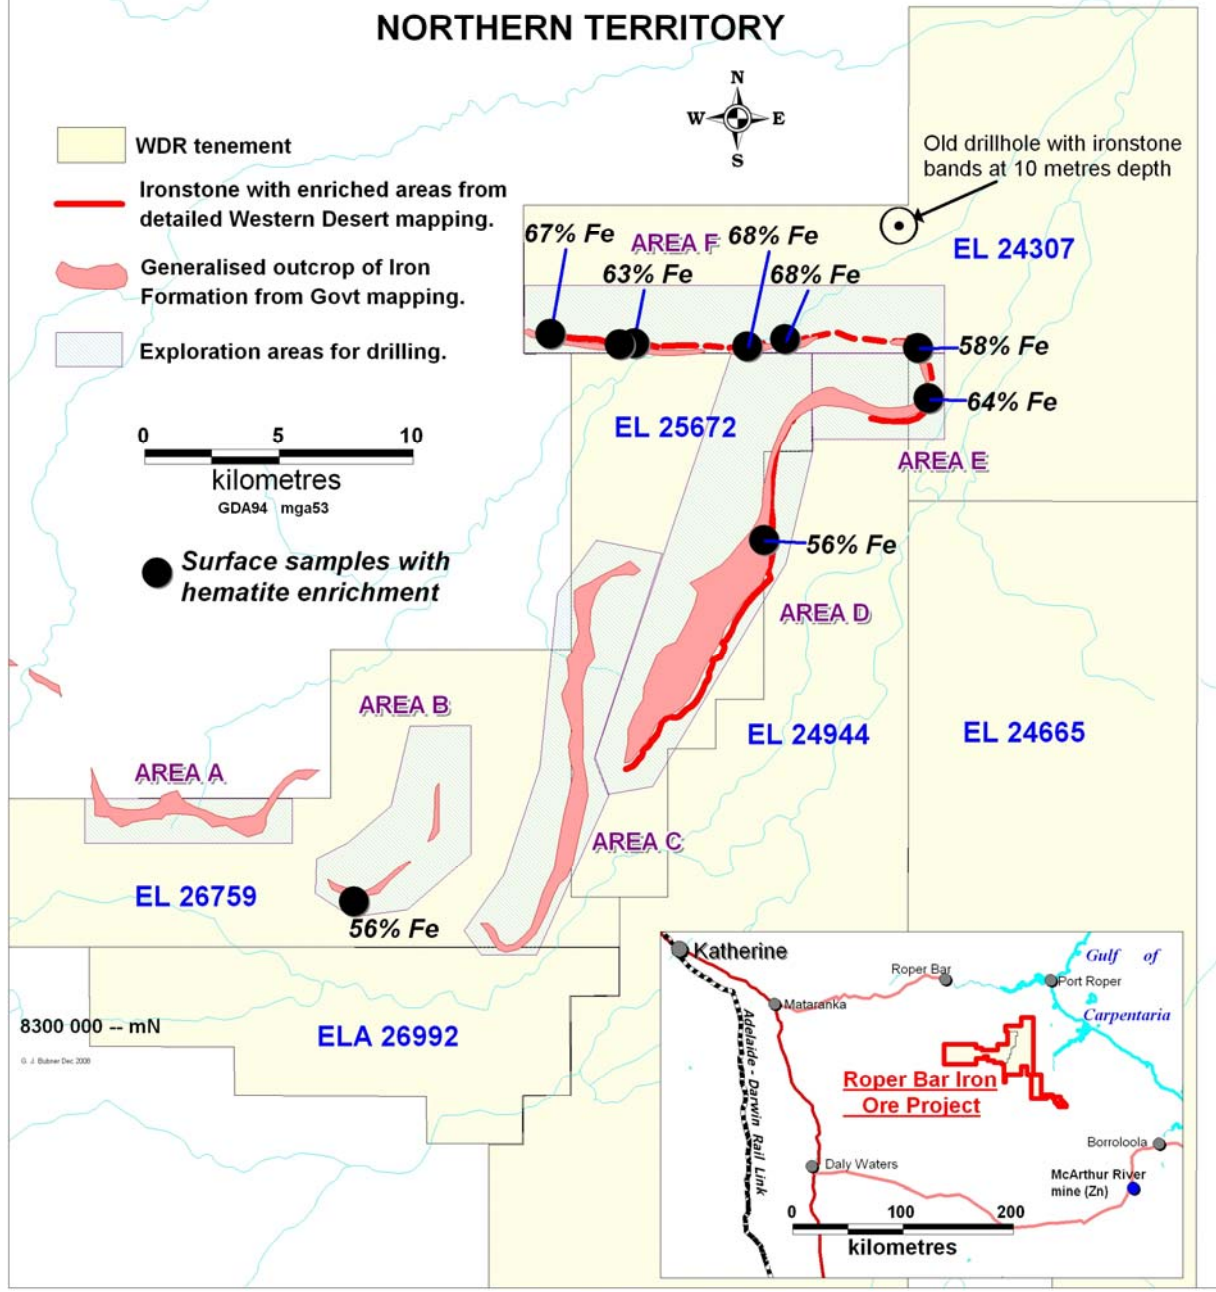 NORTHERN TERRITORY
N
W E
S
WDR tenement
Ironstone with enriched areas from
detailed Western Desert mapping.
Generalised outcrop of Iron
Formation from Govt mapping.
Exploration areas for drilling.
0 5 10
kilometres
GDA94 mga53
Surface samples with
hematite enrichment
Old drillhole with ironstone
bands at 10 metres depth
EL 24307
67% Fe
AREA F
68% Fe
63% Fe
68% Fe
58% Fe
64% Fe
EL 25672
AREA E
56% Fe
AREA D
AREA B
EL 24944
EL 24665
AREA A
AREA C
EL 26759
56% Fe
8300 000 -- mN
ELA 26992
G. J. Bubner Dec 2008
Katherine
Roper Bar
Gulf of
Port Roper
Mataranka
Carpentaria
Adelaide - Darwin Rail Link
Roper Bar Iron
Ore Project
Borroloola
Daly Waters
McArthur River
mine (Zn)
0 100 200
kilometres